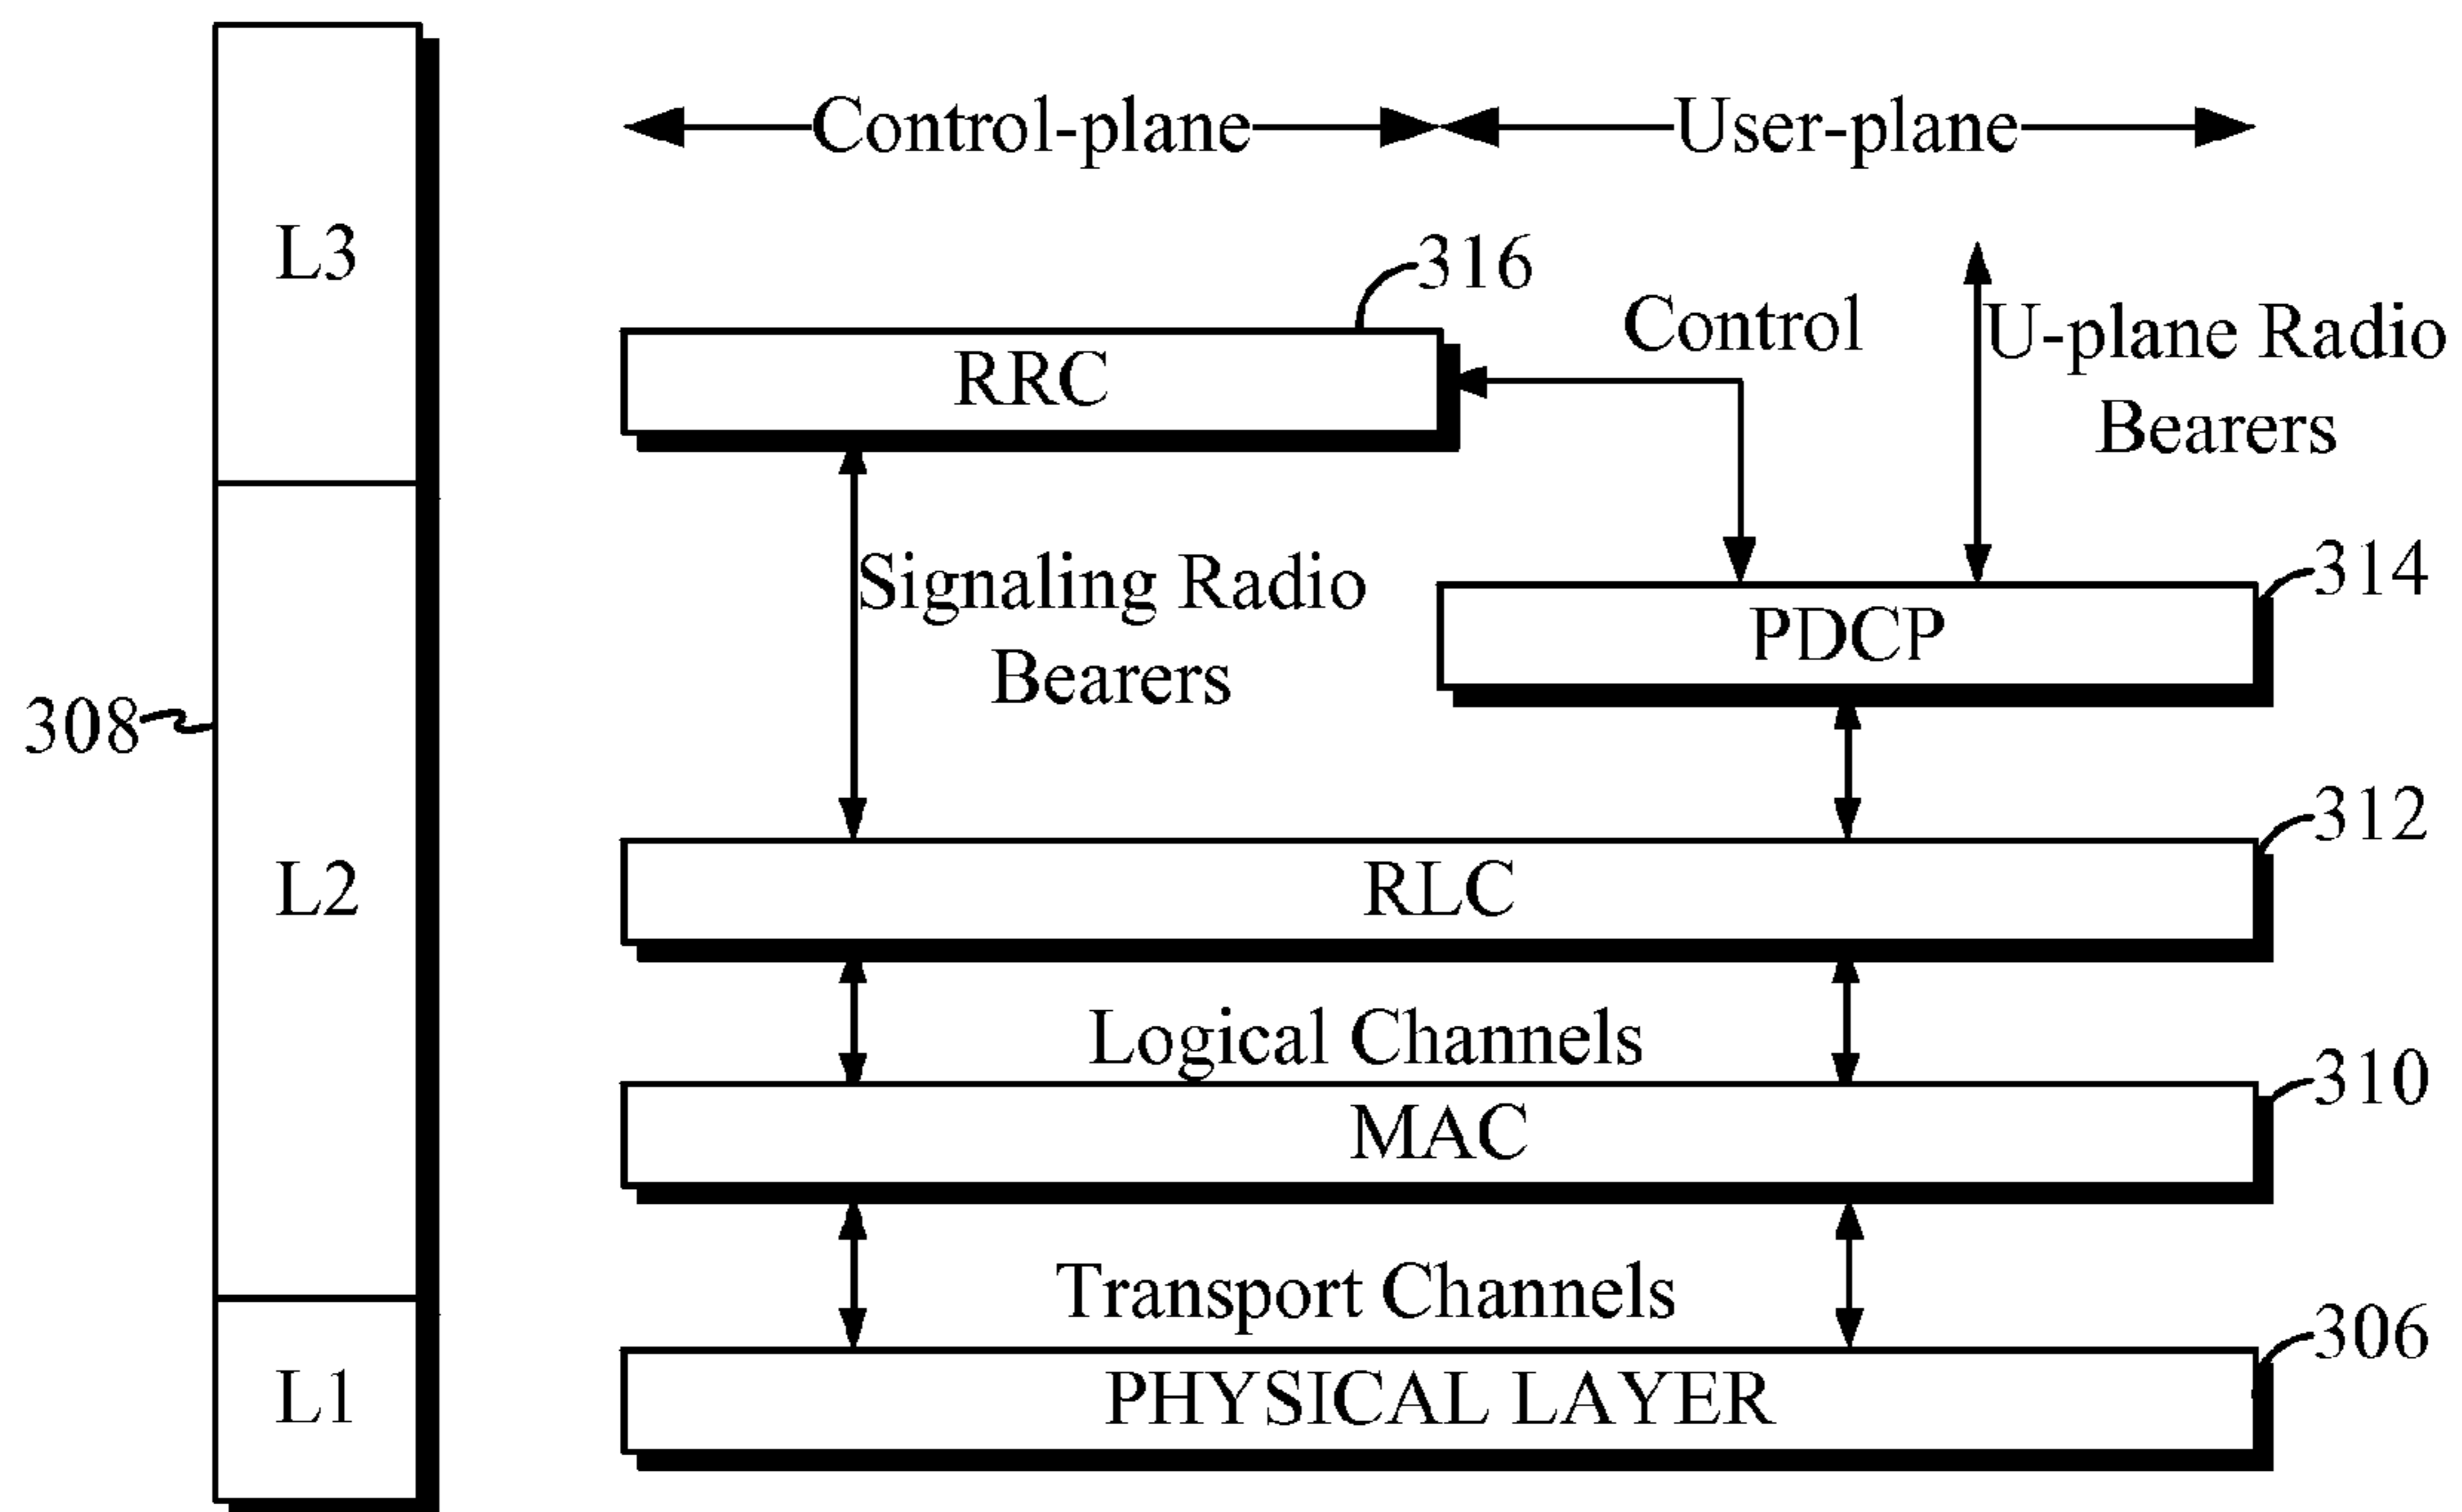 Control-plane
User-plane
L3
316
Control
U-plane Radio
Bearers
RRC
Signaling Radio
Bearers
314
PDCP
308
312
L2
RLC
Logical Channels
310
MAC
Transport Channels
306
L1
PHYSICAL LAYER